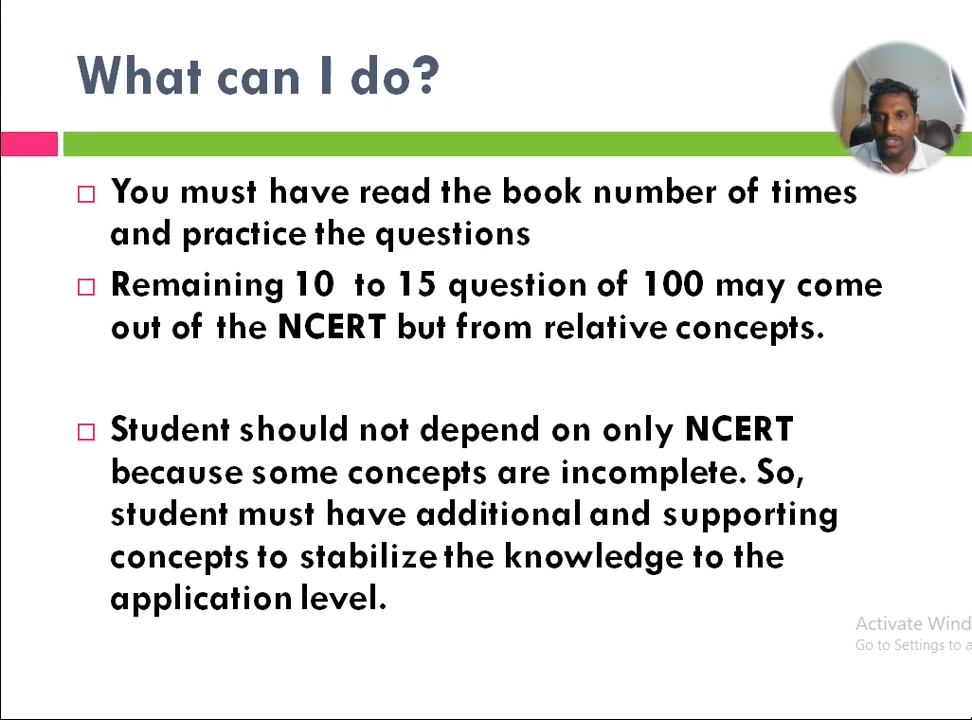 What can I do?
You must have read the book number of times
and practice the questions
Remaining 10 to 15 question of 100 may come
out of the NCERT but from relative concepts.
Student should not depend on only NCERT
because some concepts are incomplete. So,
student must have additional and supporting
concepts to stabilize the knowledge to the
application level.
Activate Wind
Go to Settings to a